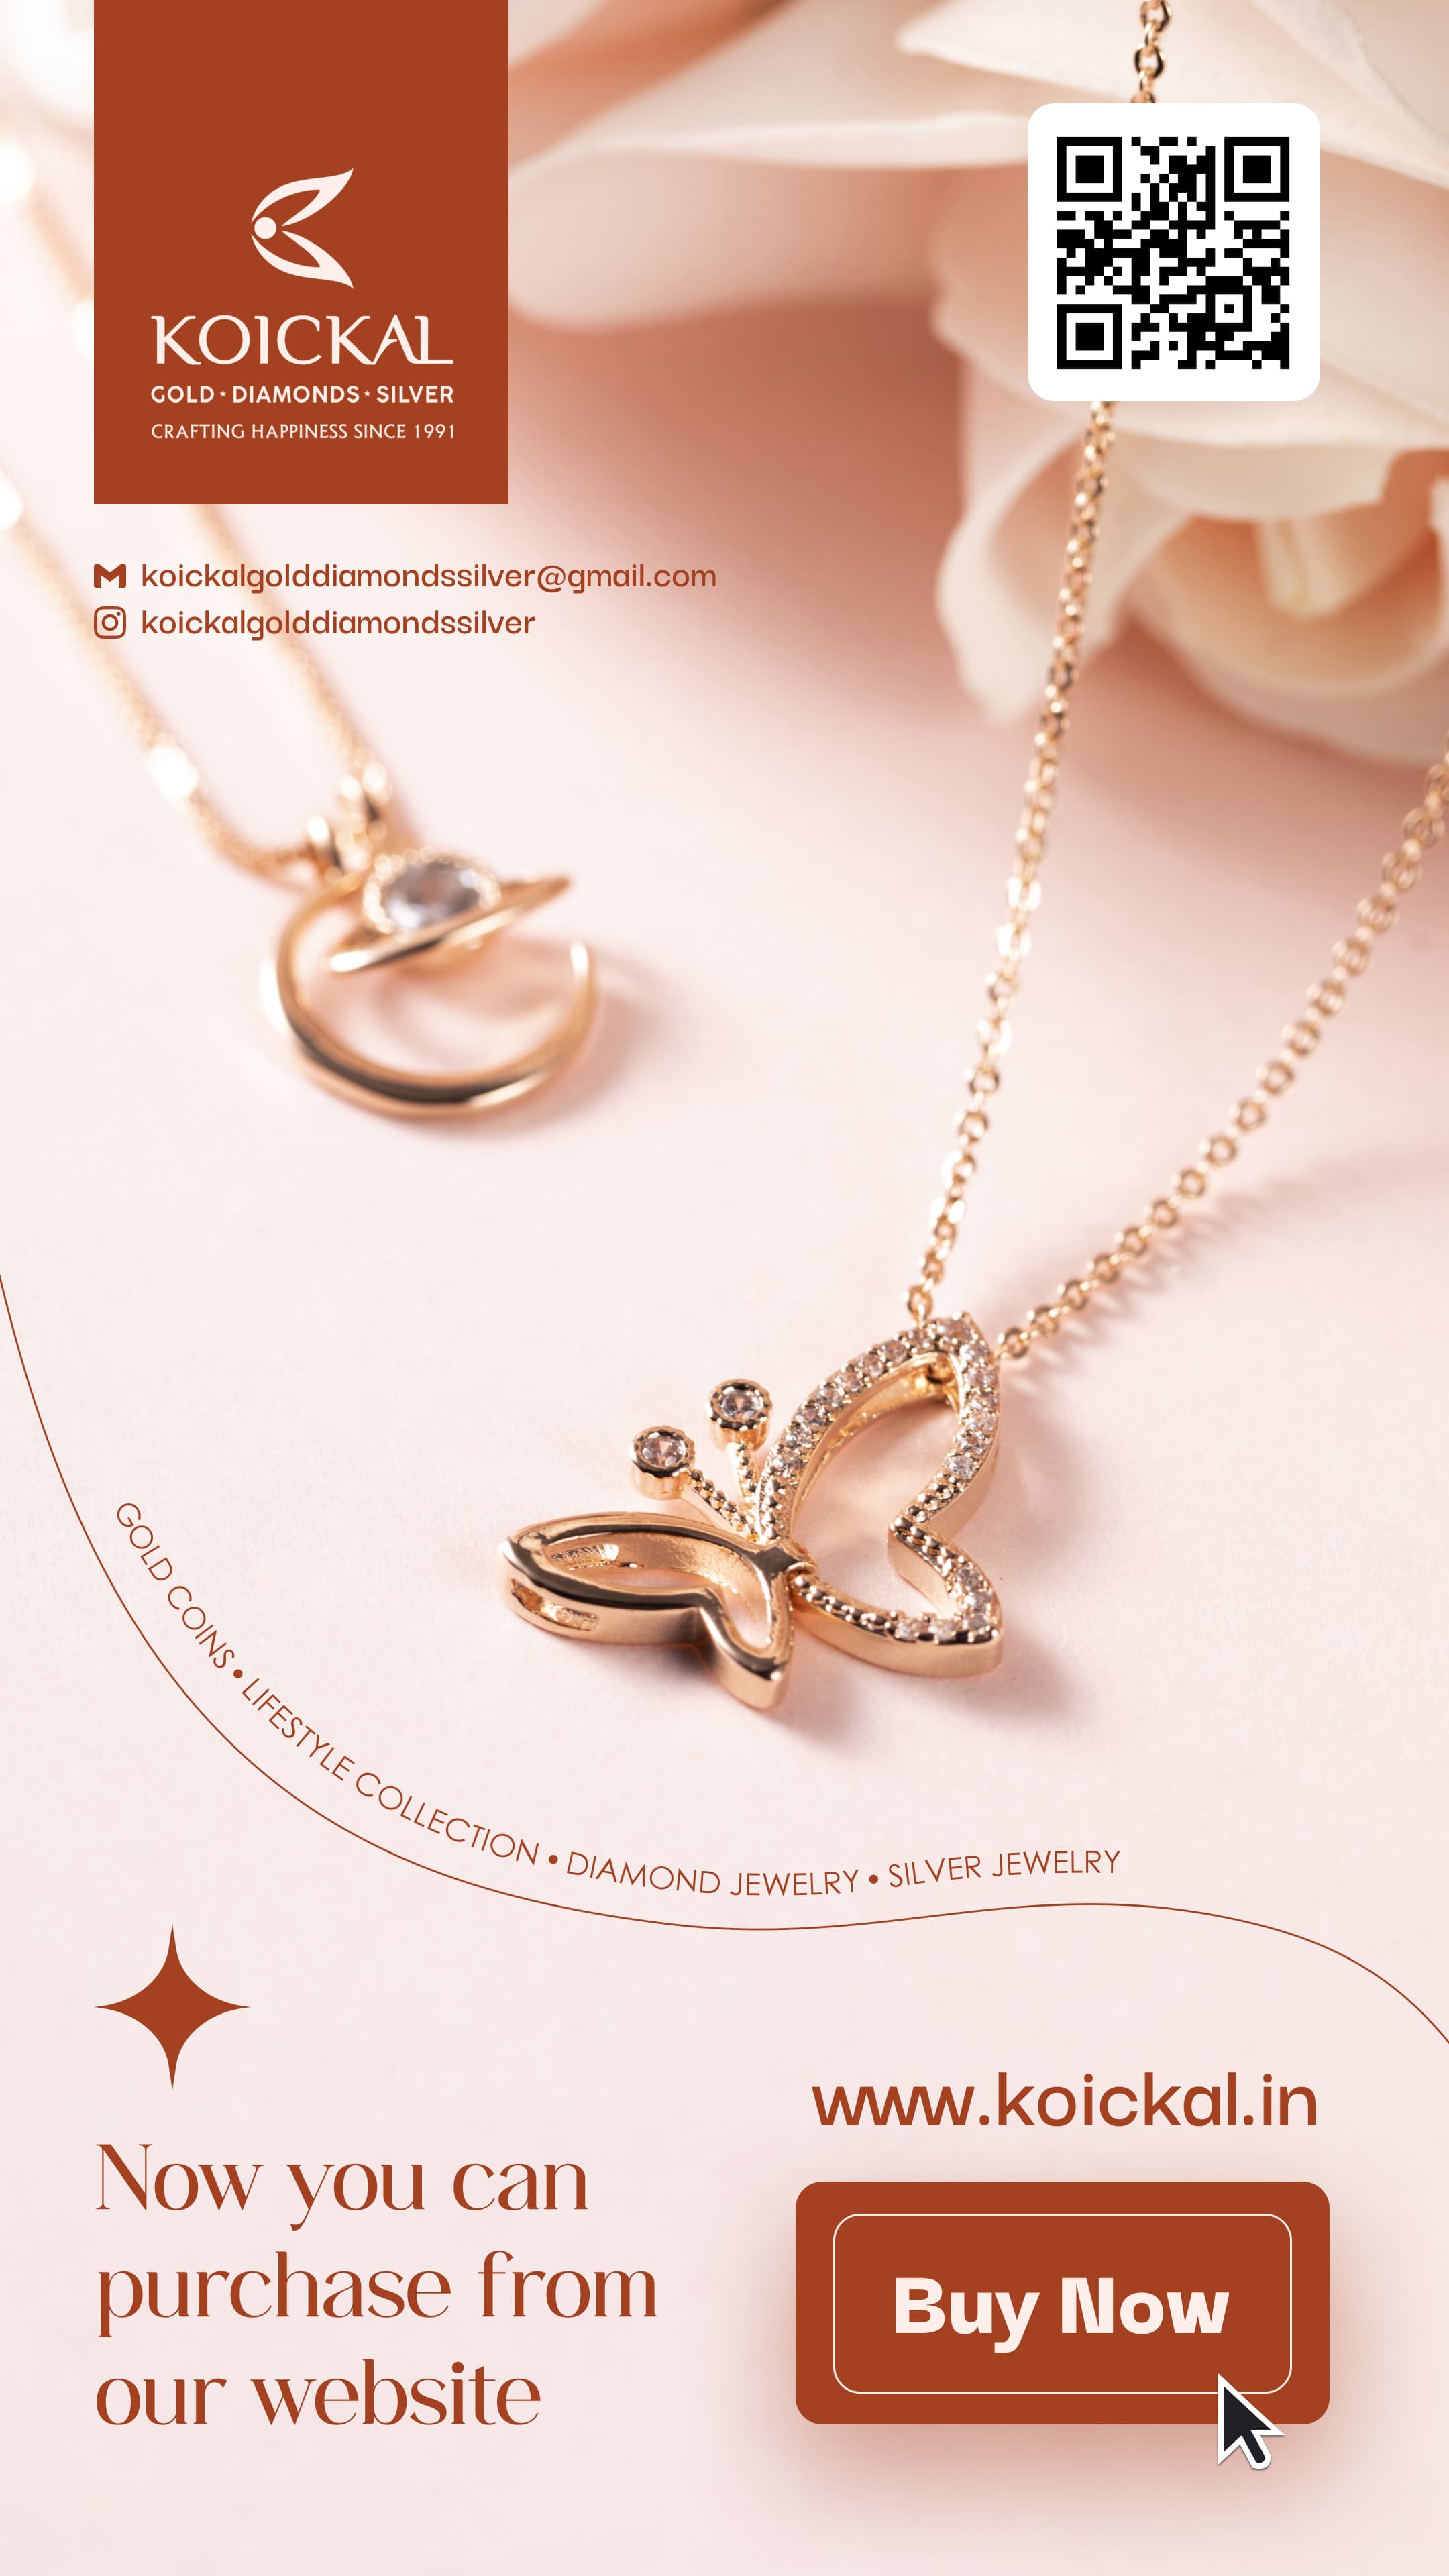 KOICKAL
GOLD ⋆ DIAMONDS ⋆ SILVER
CRAFTING HAPPINESS SINCE 1991
koickalgolddiamondssilver@gmail.com
koickalgolddiamondssilver
GOLD COINS • LIFESTYLE COLLECTION • DIAMOND JEWELRY • SILVER JEWELRY
www.koickal.in
Now you can
purchase from
our website
Buy Now